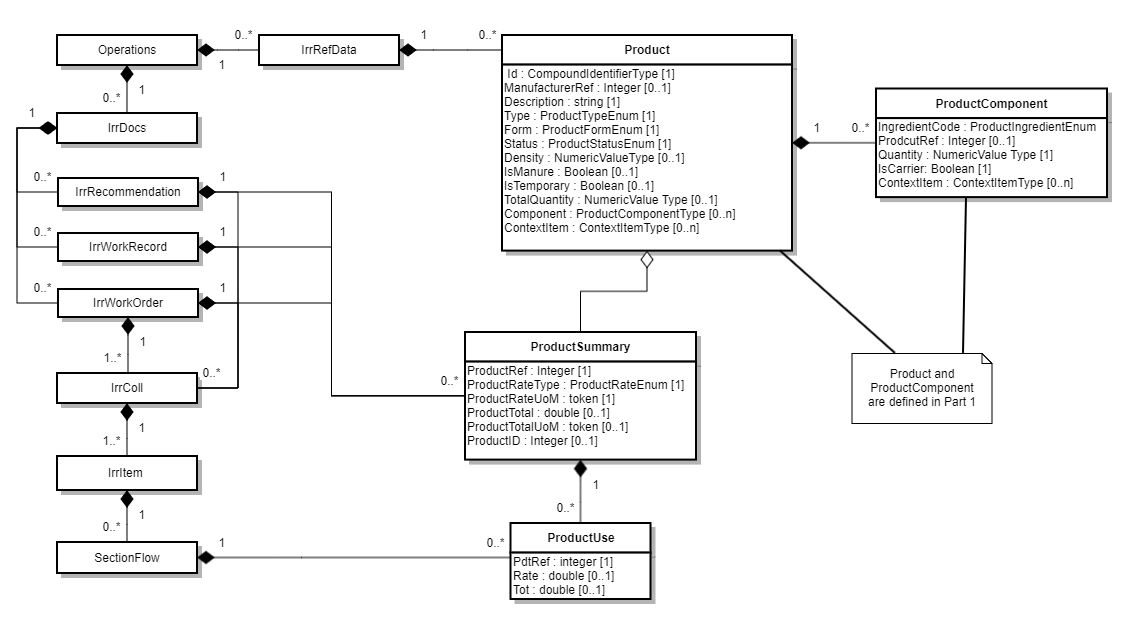 Operations
0..*
1
IrrRefData
1
0..*
Product
Id : CompoundIdentifierType [1]
ManufacturerRef : Integer [0..1]
Description : string [1]
Type : ProductTypeEnum [1]
Form : ProductFormEnum [1]
Status : ProductStatusEnum [1]
Density : NumericValueType [0..1]
IsManure : Boolean [0..1]
IsTemporary : Boolean [0..1]
TotalQuantity : NumericValue Type [0..1]
Component : ProductComponentType [0..n]
ContextItem : ContextItemType [0..n]
1
0..*
ProductComponent
IngredientCode : ProductIngredientEnum
ProdcutRef : Integer [0..1]
Quantity : NumericValue Type [1]
IsCarrier: Boolean [1]
ContextItem : ContextItemType [0..n]
1
0..*
1
IrrDocs
0..*
IrrRecommendation
1
0..*
IrrWorkRecord
1
0..*
IrrWorkOrder
1
1
1..*
IrrColl
0..*
0..*
ProductSummary
ProductRef : Integer [1]
ProductRateType : ProductRateEnum [1]
ProductRateUoM : token [1]
ProductTotal : double [0..1]
ProductTotalUoM : token [0..1]
ProductID : Integer [0..1]
Product and
ProductComponent
are defined in Part 1
1
1..*
IrrItem
1
0..*
SectionFlow
1
0..*
1
0..*
ProductUse
PdtRef : integer [1]
Rate : double [0..1]
Tot : double [0..1]